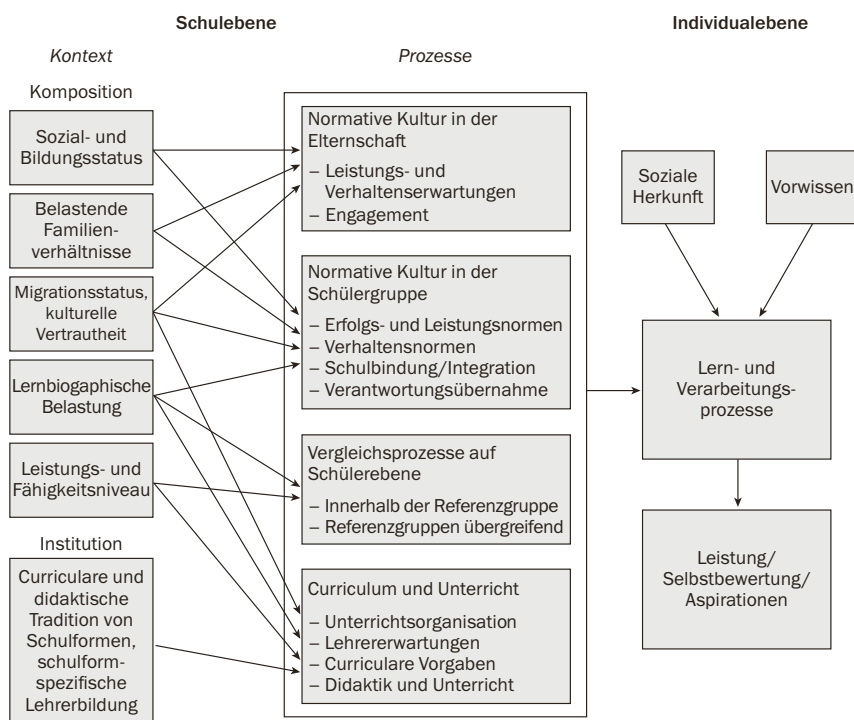 Schulebene
Individualebene
Kontext
Prozesse
Komposition
Sozial- und
Bildungsstatus
Belastende
Familien-
verhältnisse
Migrationsstatus,
kulturelle
Vertrautheit
Lernbiogaphische
Belastung
Leistungs- und
Fähigkeitsniveau
Institution
Curriculare und
didaktische
Tradition von
Schulformen,
schulform-
spezifische
Lehrerbildung
Normative Kultur in der
Elternschaft
– Leistungs- und
Verhaltenserwartungen
– Engagement
Normative Kultur in der
Schülergruppe
– Erfolgs- und Leistungsnormen
– Verhaltensnormen
– Schulbindung/Integration
– Verantwortungsübernahme
Vergleichsprozesse auf
Schülerebene
– Innerhalb der Referenzgruppe
– Referenzgruppen übergreifend
Curriculum und Unterricht
– Unterrichtsorganisation
– Lehrererwartungen
– Curriculare Vorgaben
– Didaktik und Unterricht
Soziale
Herkunft
Vorwissen
Lern- und
Verarbeitungs-
prozesse
Leistung/
Selbstbewertung/
Aspirationen